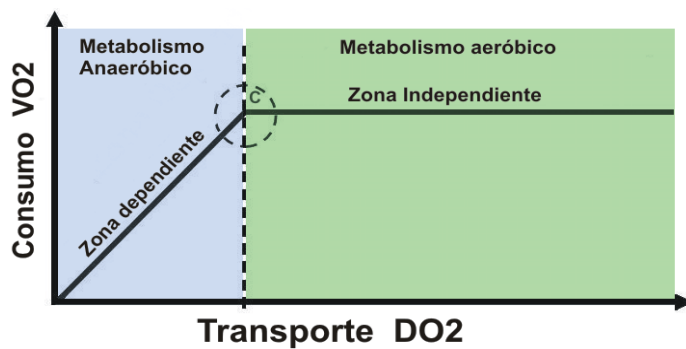 Metabolismo
Anaeróbico
Metabolismo aeróbico
C
Zona Independiente
Zona dependiente
Consumo VO2
Transporte DO2